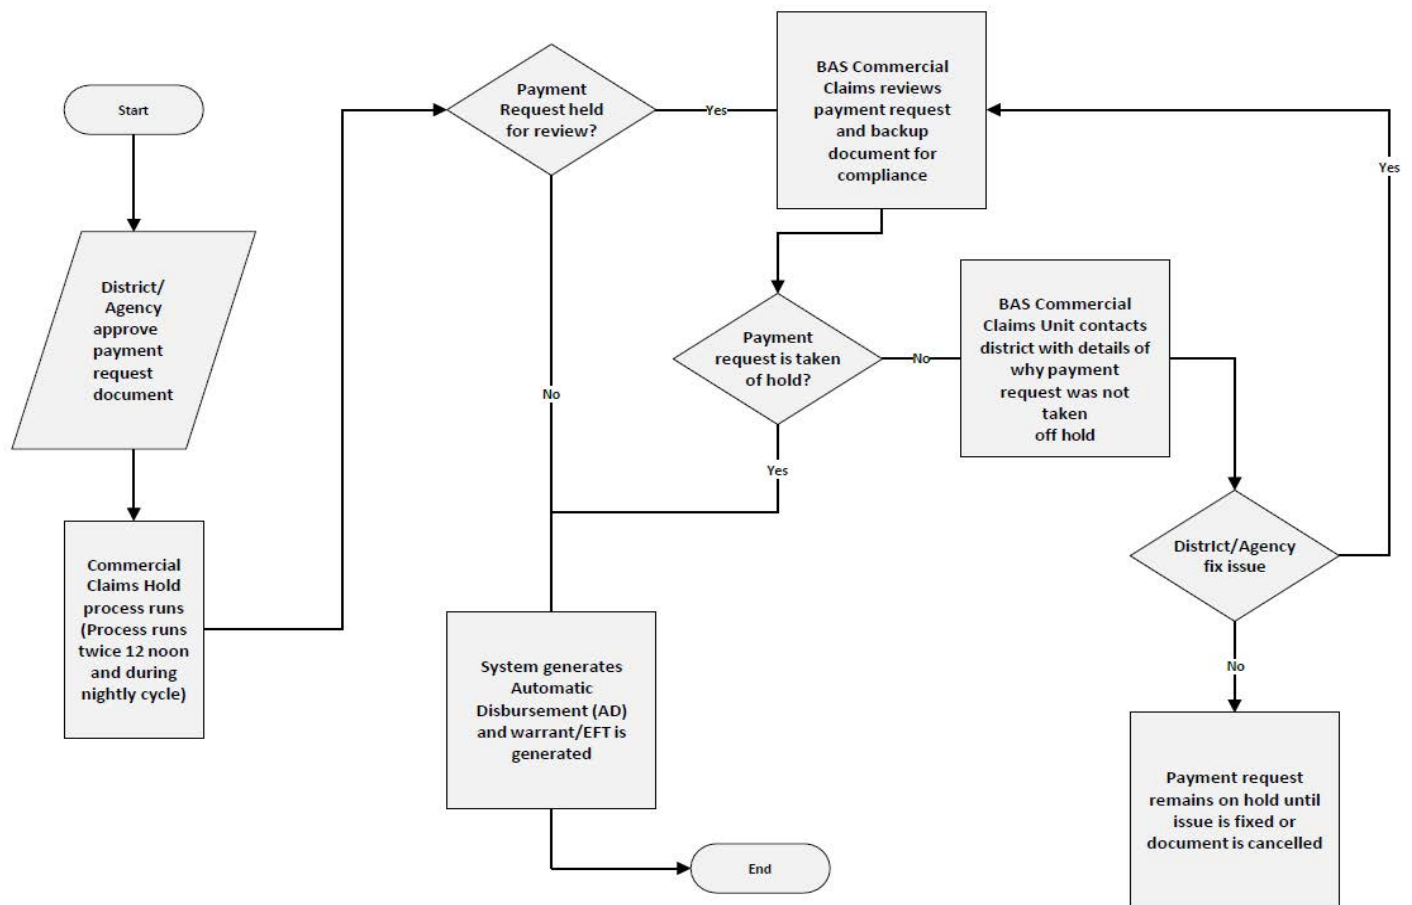 Start
District/
Agency
approve
payment
request
document
Commercial
Claims Hold
process runs
(Process runs
twice 12 noon
and during
nightly cycle)
Payment
Request held
for review?
Yes
No
BAS Commercial
Claims reviews
payment request
and backup
document for
compliance
Payment
request is taken
of hold?
No
Yes
BAS Commercial
Claims Unit contacts
district with details of
why payment
request was not
taken
off hold
DistrIct/Agency
fix issue
Yes
No
Payment request
remains on hold until
issue is fixed or
document is cancelled
System generates
Automatic
Disbursement (AD)
and warrant/EFT is
generated
End